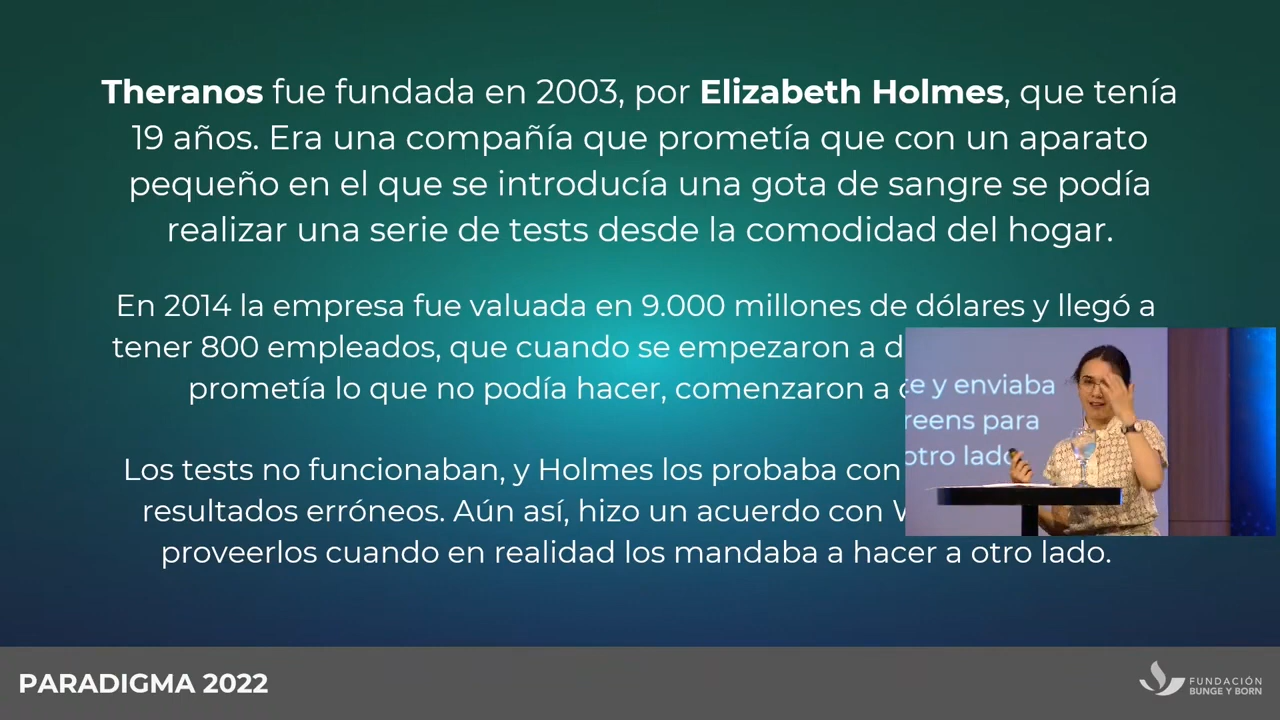 Theranos fue fundada en 2003, por Elizabeth Holmes, que tenía
19 años. Era una compañía que prometía que con un aparato
pequeño en el que se introducía una gota de sangre se podía
realizar una serie de tests desde la comodidad del hogar.
En 2014 la empresa fue valuada en 9.000 millones de dólares y llegó a
tener 800 empleados, que cuando se empezaron a d
prometía lo que no podía hacer, comenzaron a
Los tests no funcionaban, y Holmes los probaba con
resultados erróneos. Aún así, hizo un acuerdo con
proveerlos cuando en realidad los mandaba a hacer a otro lado.
te y enviaba
reens para
otro lado
PARADIGMA 2022
FUNDACIÓN
BUNGE Y BORN